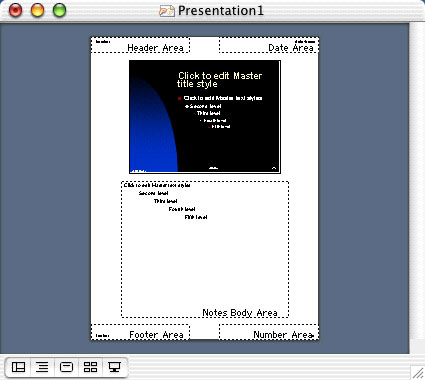 Presentation1
Header Area
Date Area
Click to edit Master
title style
Click to edit Master text styles
Second level
Third level
Fourth level
Fifth level
Click to edit Master text styles
Second level
Third level
Fourth level
Fifth level
Notes Body Area
Footer Area
Number Area